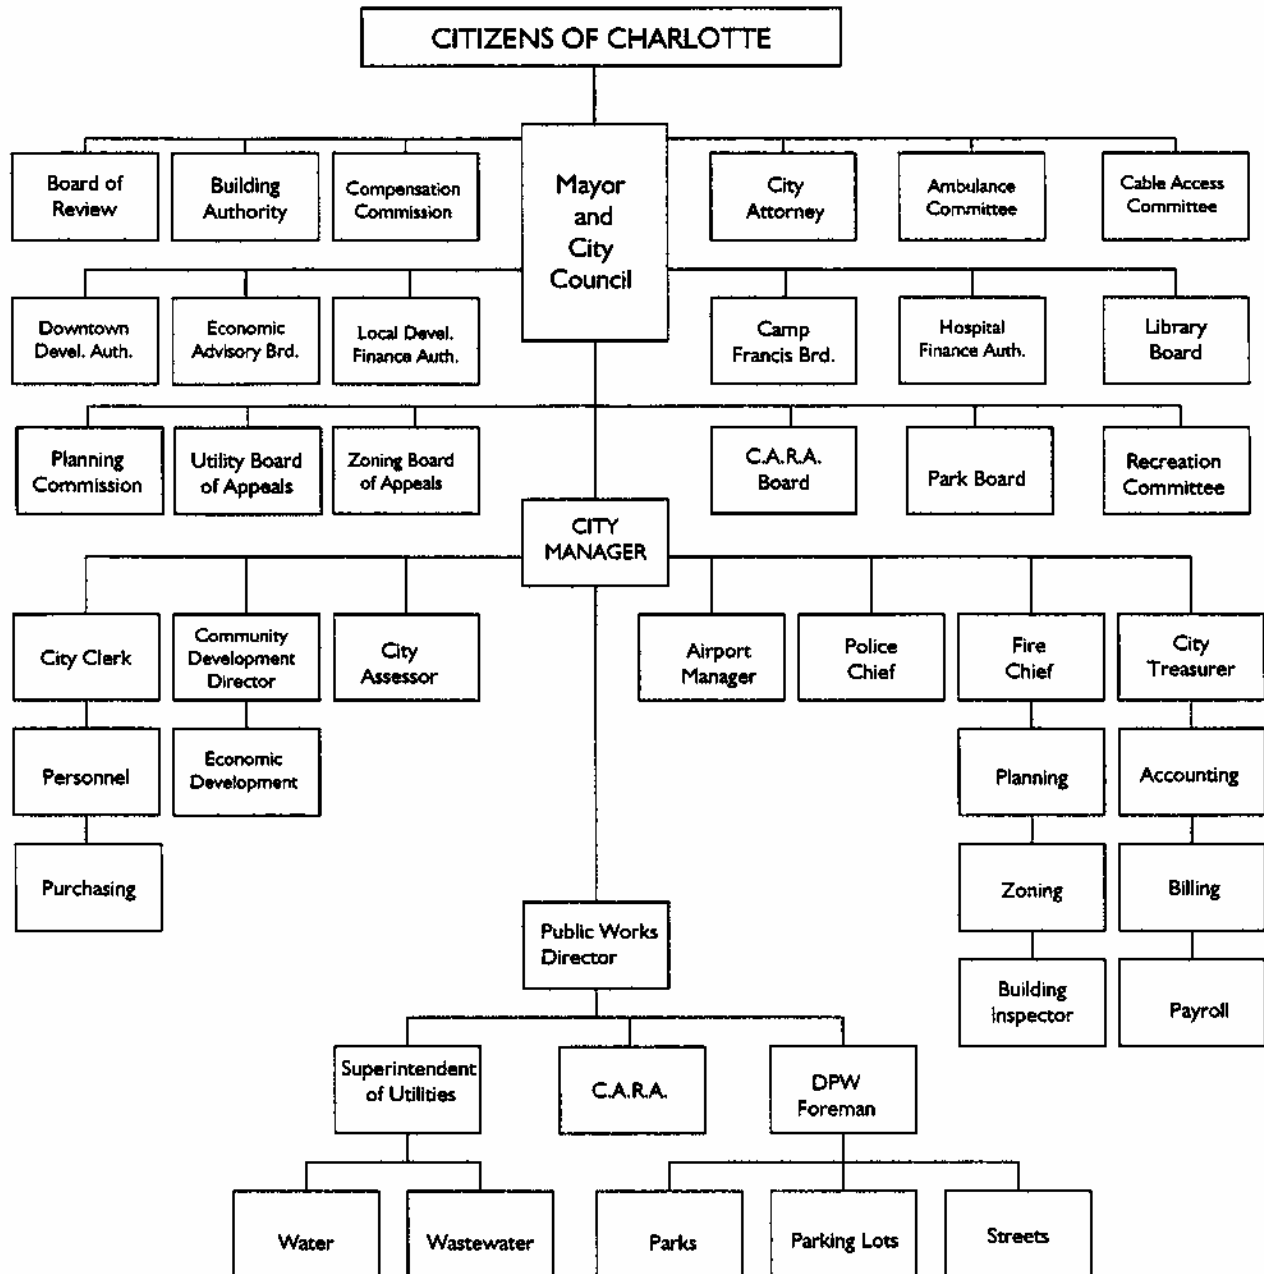 CITIZENS OF CHARLOTTE
Board of
Review
Building
Authority
Compensation
Commission
Mayor
and
City
Council
City
Attorney
Ambulance
Committee
Cable Access
Committee
Downtown
Devel. Auth.
Economic
Advisory Brd.
Local Devel.
Finance Auth.
Camp
Francis Brd.
Hospital
Finance Auth.
Library
Board
Planning
Commission
Utility Board
of Appeals
Zoning Board
of Appeals
C.A.R.A.
Board
Park Board
Recreation
Committee
CITY
MANAGER
City Clerk
Community
Development
Director
City
Assessor
Airport
Manager
Police
Chief
Fire
Chief
City
Treasurer
Personnel
Economic
Development
Planning
Accounting
Purchasing
Zoning
Billing
Public Works
Director
Building
Inspector
Payroll
Superintendent
of Utilities
C.A.R.A.
DPW
Foreman
Water
Wastewater
Parks
Parking Lots
Streets